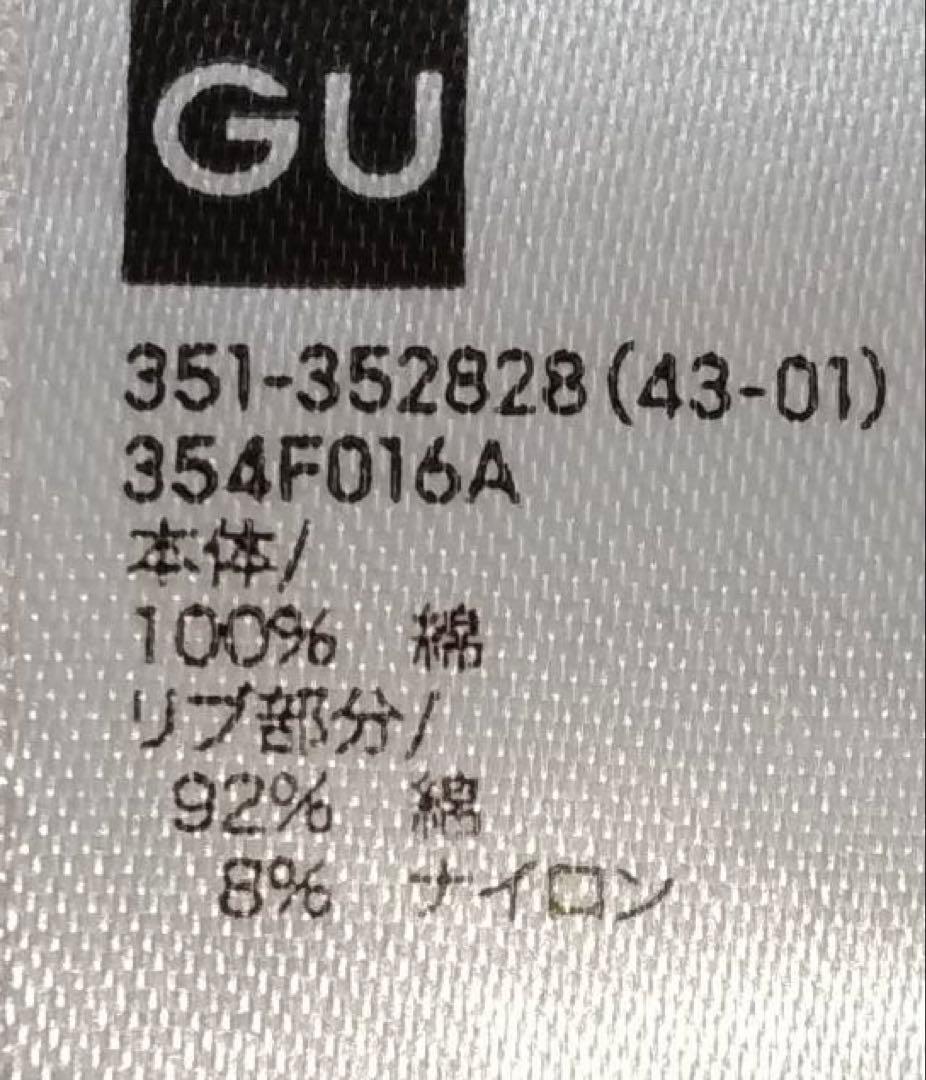 GU
351-352828(43-01)
354F016A
本体/
100% 綿
リブ部分/
92% 綿
8% ナイロン